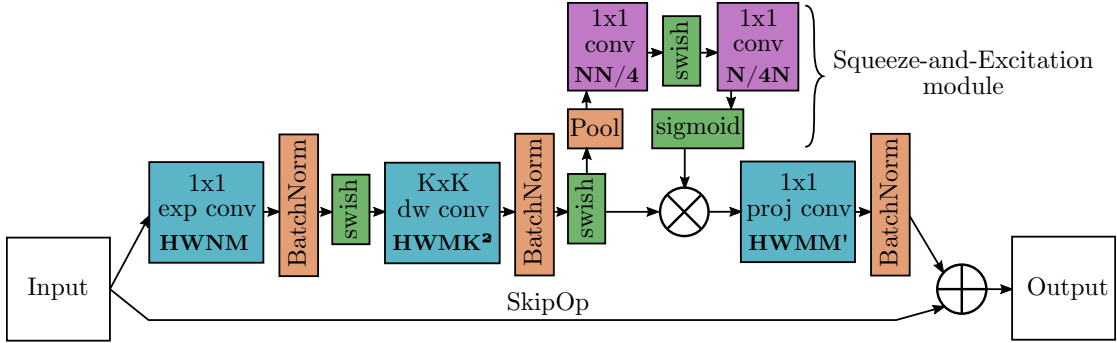 1x1
conv
NN/4
swish
1x1
conv
N/4N
Squeeze-and-Excitation
module
Pool
sigmoid
1x1
exp conv
HWNM
BatchNorm
swish
KxK
dw conv
HWMK²
BatchNorm
swish
1x1
proj conv
HWMM'
BatchNorm
Input
SkipOp
Output